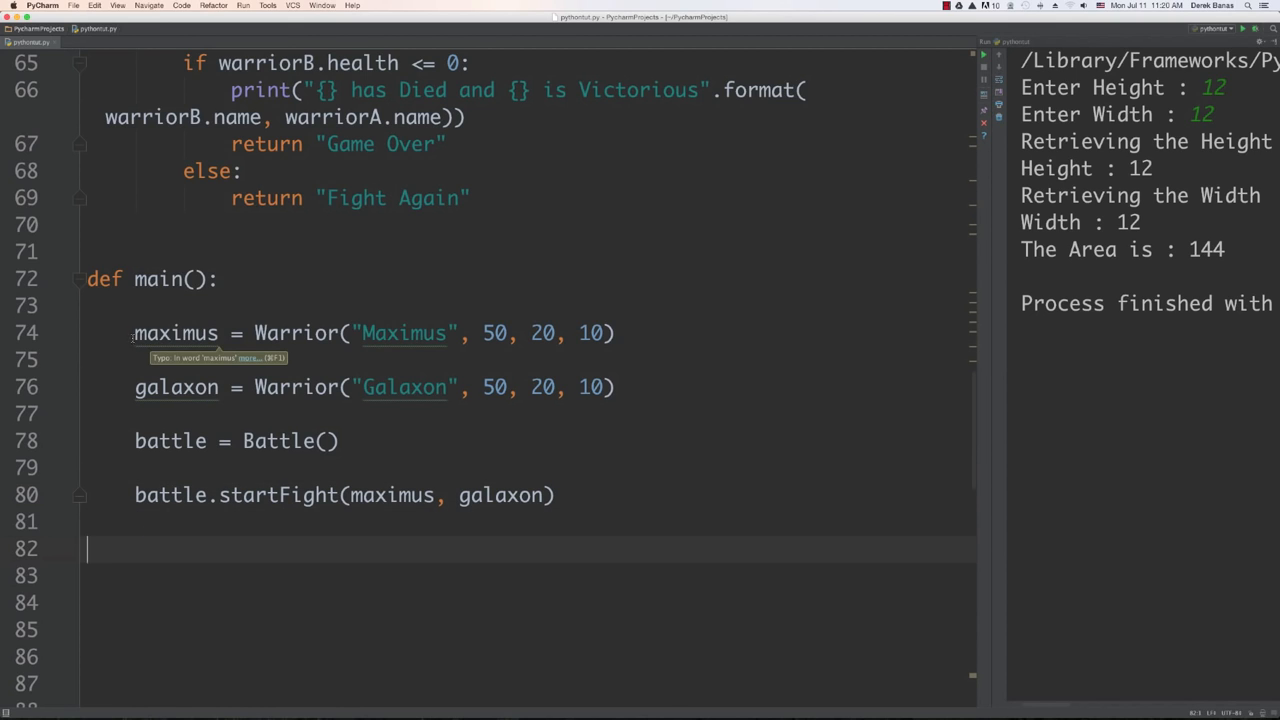 PyCharm File Edit View Navigate Code Refactor Run Tools VCS Window Help
10 Mon Jul 11 11:20 AM Derek Banas
pythontut.py - PycharmProjects - [~/PycharmProjects]
PycharmProjects pythontut.py
pythontut
pythontut.py
Run: pythontut
65 if warriorB.health <= 0:
66 print("{} has Died and {} is Victorious".format(
warriorB.name, warriorA.name))
67 return "Game Over"
68 else:
69 return "Fight Again"
70
71
72 def main():
73
74 maximus = Warrior("Maximus", 50, 20, 10)
75
Typo: In word 'maximus' more... (⌘F1)
76 galaxon = Warrior("Galaxon", 50, 20, 10)
77
78 battle = Battle()
79
80 battle.startFight(maximus, galaxon)
81
82
83
84
85
86
87
88
/Library/Frameworks/Py
Enter Height : 12
Enter Width : 12
Retrieving the Height
Height : 12
Retrieving the Width
Width : 12
The Area is : 144
Process finished with
82:1 LF÷ UTF-8÷